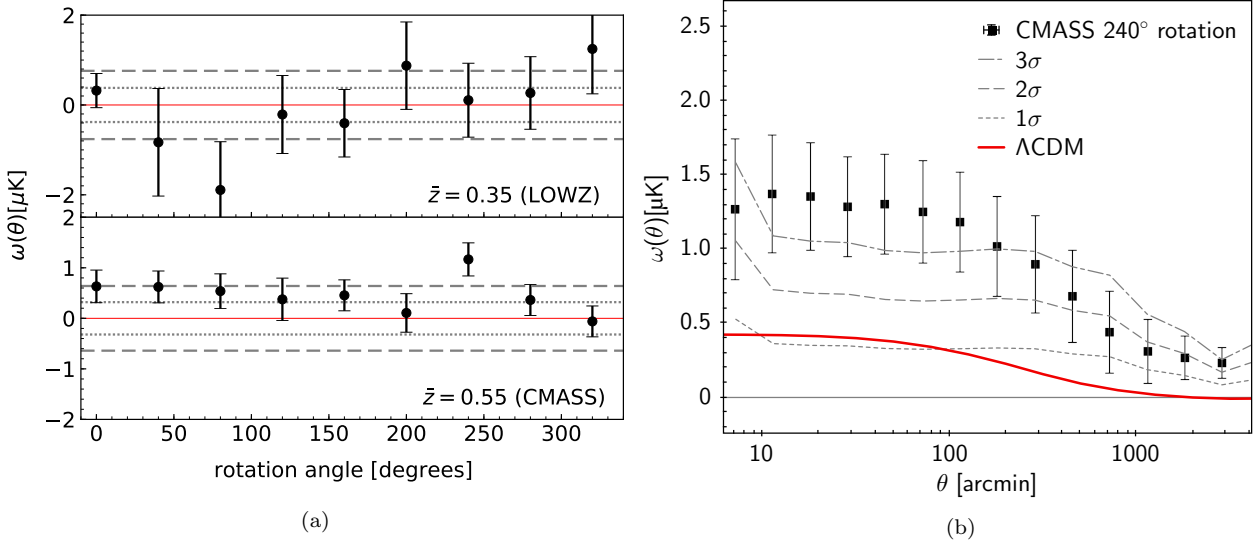 2
0
−2
z̄ = 0.35 (LOWZ)
2
1
0
−1
−2
z̄ = 0.55 (CMASS)
ω(θ)[μK]
0 50 100 150 200 250 300
rotation angle [degrees]
(a)
2.5
2.0
1.5
1.0
0.5
0
ω(θ)[μK]
CMASS 240° rotation
3σ
2σ
1σ
ΛCDM
10 100 1000
θ [arcmin]
(b)